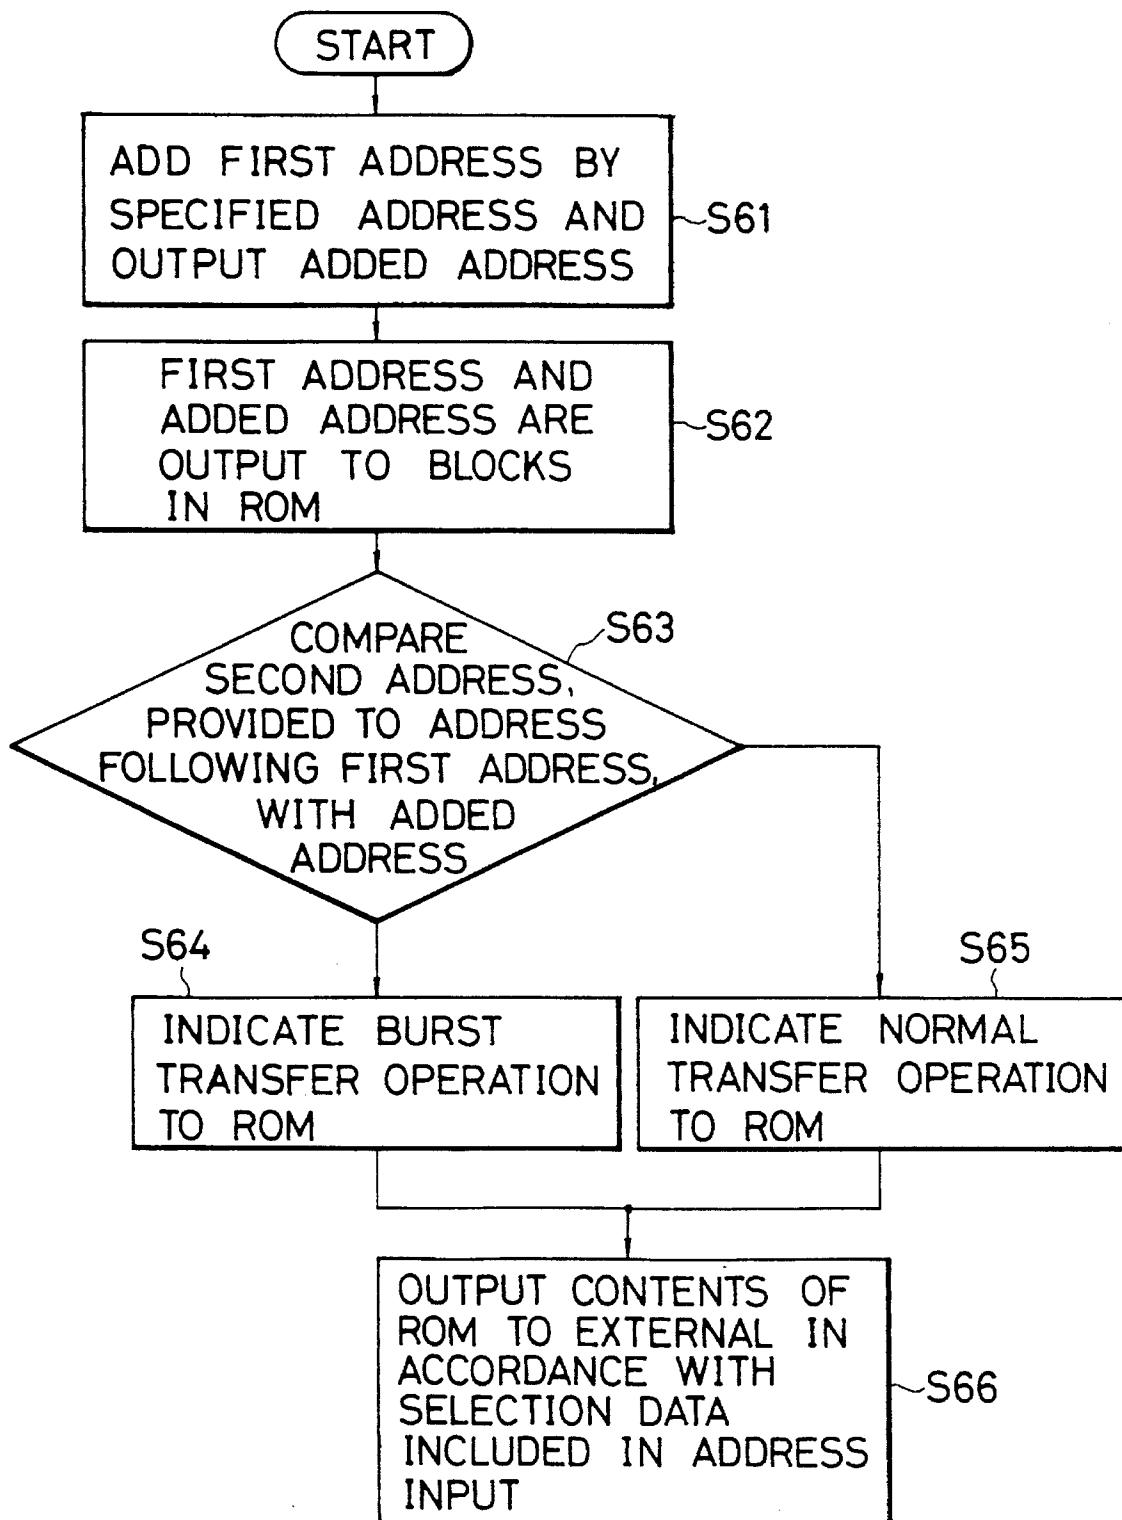 START
ADD FIRST ADDRESS BY
SPECIFIED ADDRESS AND
OUTPUT ADDED ADDRESS
S61
FIRST ADDRESS AND
ADDED ADDRESS ARE
OUTPUT TO BLOCKS
IN ROM
S62
COMPARE
SECOND ADDRESS,
PROVIDED TO ADDRESS
FOLLOWING FIRST ADDRESS,
WITH ADDED
ADDRESS
S63
S64
INDICATE BURST
TRANSFER OPERATION
TO ROM
S65
INDICATE NORMAL
TRANSFER OPERATION
TO ROM
OUTPUT CONTENTS OF
ROM TO EXTERNAL IN
ACCORDANCE WITH
SELECTION DATA
INCLUDED IN ADDRESS
INPUT
S66